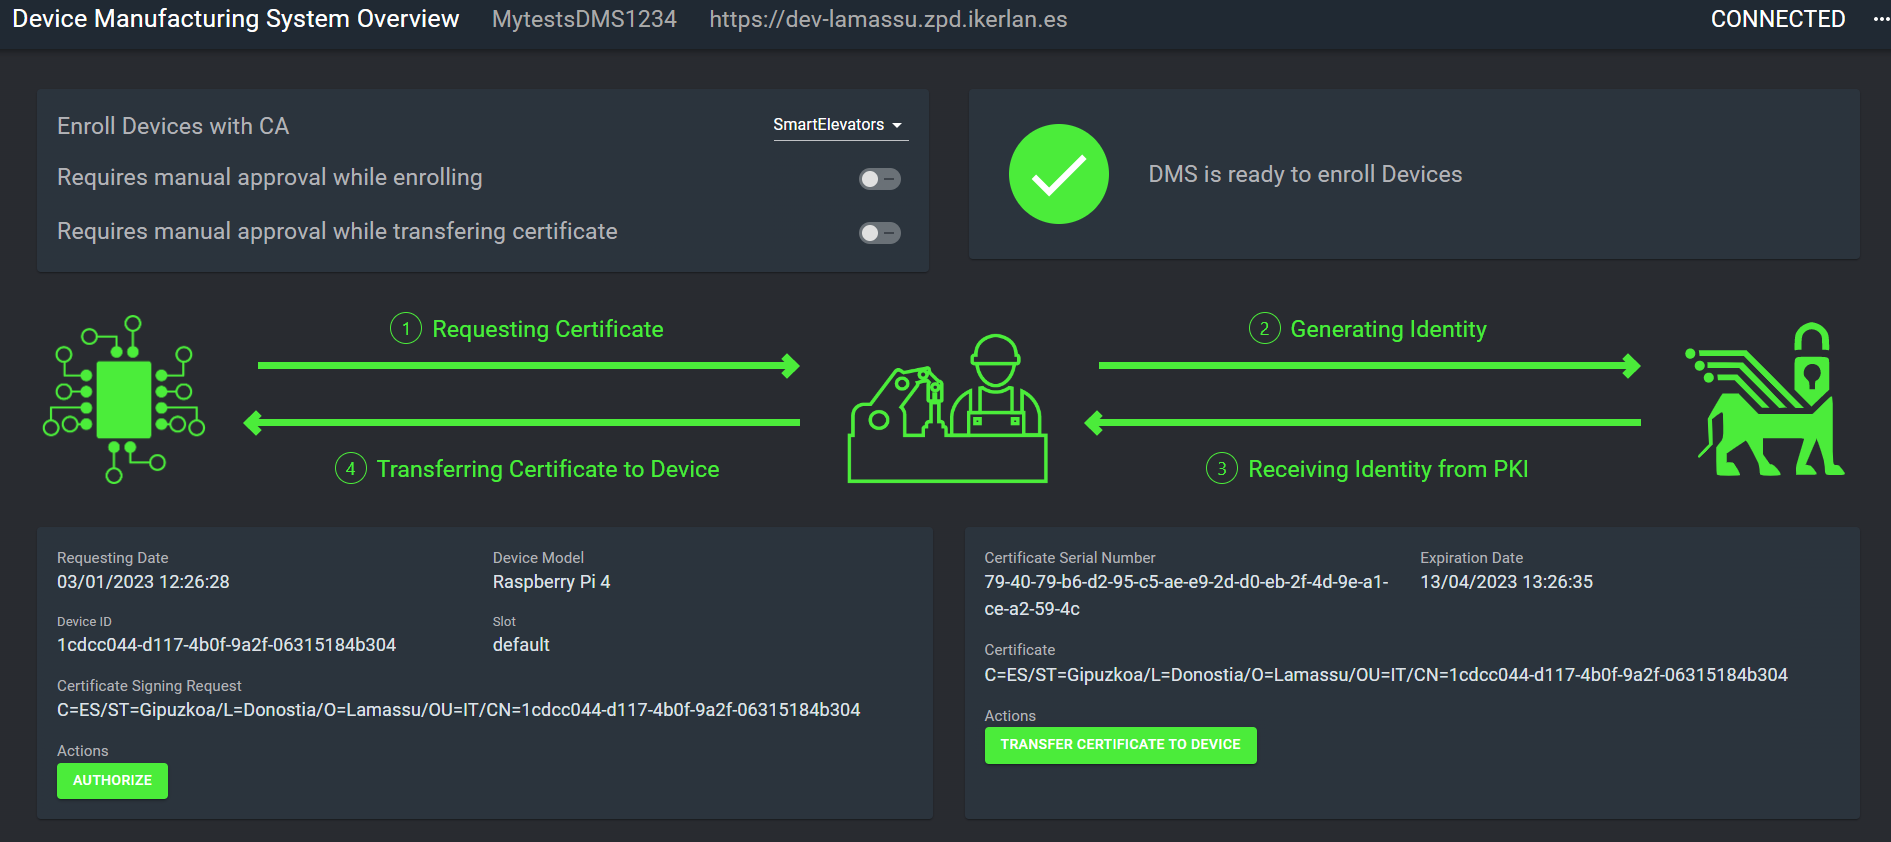 Device Manufacturing System Overview MytestsDMS1234 https://dev-lamassu.zpd.ikerlan.es CONNECTED ...
Enroll Devices with CA SmartElevators
Requires manual approval while enrolling
Requires manual approval while transfering certificate
DMS is ready to enroll Devices
1 Requesting Certificate
2 Generating Identity
4 Transferring Certificate to Device
3 Receiving Identity from PKI
Requesting Date Device Model
03/01/2023 12:26:28 Raspberry Pi 4
Device ID Slot
1cdcc044-d117-4b0f-9a2f-06315184b304 default
Certificate Signing Request
C=ES/ST=Gipuzkoa/L=Donostia/O=Lamassu/OU=IT/CN=1cdcc044-d117-4b0f-9a2f-06315184b304
Actions
AUTHORIZE
Certificate Serial Number Expiration Date
79-40-79-b6-d2-95-c5-ae-e9-2d-d0-eb-2f-4d-9e-a1- 13/04/2023 13:26:35
ce-a2-59-4c
Certificate
C=ES/ST=Gipuzkoa/L=Donostia/O=Lamassu/OU=IT/CN=1cdcc044-d117-4b0f-9a2f-06315184b304
Actions
TRANSFER CERTIFICATE TO DEVICE